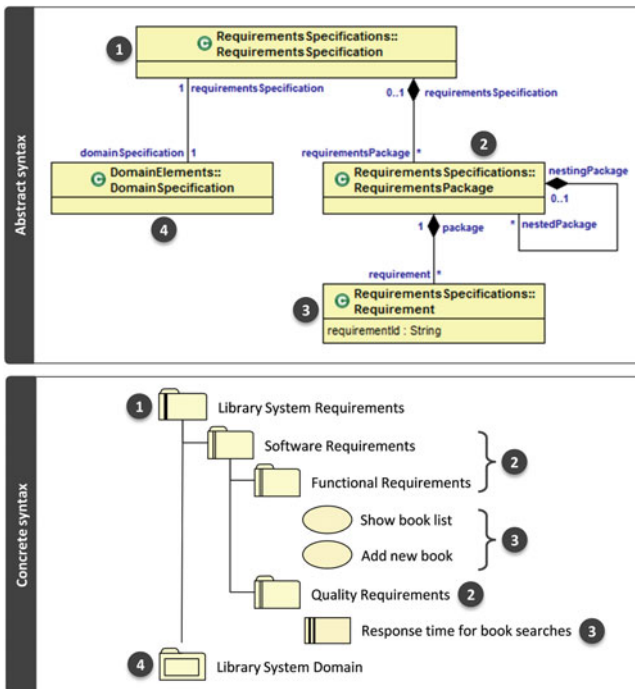 Abstract syntax
1
C
RequirementsSpecifications::
RequirementsSpecification
1 requirementsSpecification
0..1 requirementsSpecification
domainSpecification 1
requirementsPackage *
2
C
DomainElements::
DomainSpecification
4
C
RequirementsSpecifications::
RequirementsPackage
nestingPackage
0..1
* nestedPackage
1 package
requirement *
3
C
RequirementsSpecifications::
Requirement
requirementId : String
Concrete syntax
1 Library System Requirements
Software Requirements
2
Functional Requirements
Show book list
3
Add new book
Quality Requirements 2
Response time for book searches 3
4 Library System Domain